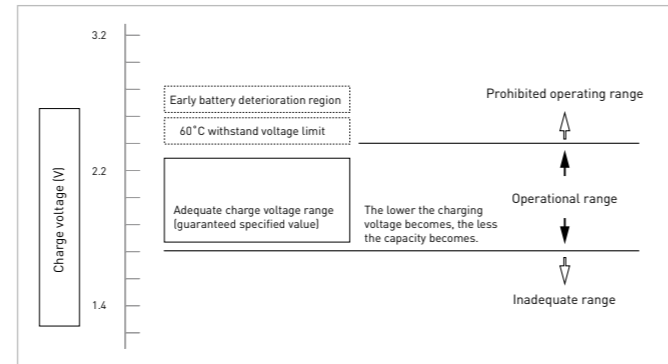 3.2
2.2
1.4
Charge voltage (V)
Early battery deterioration region
60˚C withstand voltage limit
Adequate charge voltage range
(guaranteed specified value)
The lower the charging
voltage becomes, the less
the capacity becomes.
Prohibited operating range
Operational range
Inadequate range